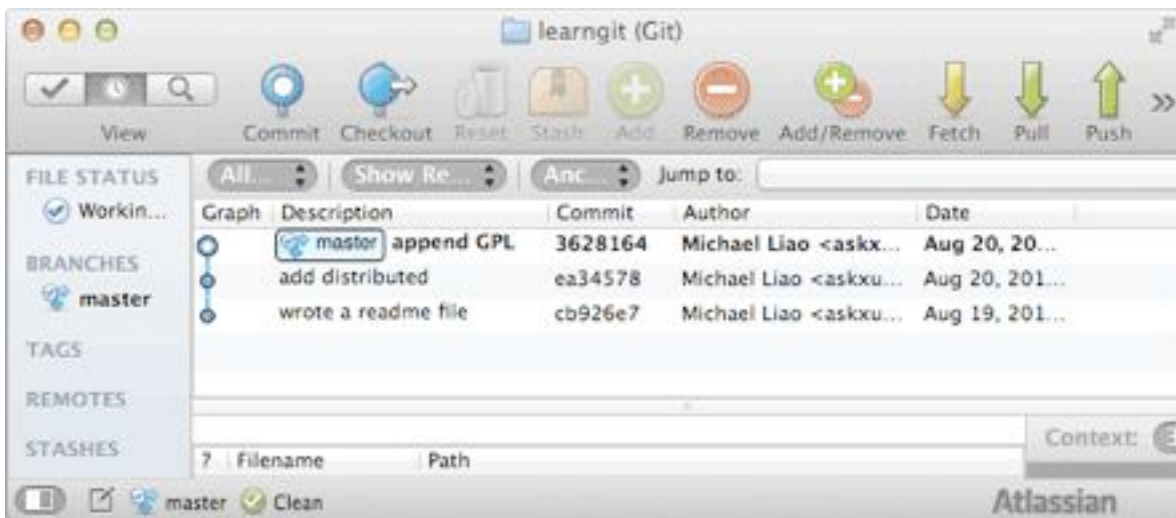 learngit (Git)
View Commit Checkout Reset Stash Add Remove Add/Remove Fetch Pull Push »
FILE STATUS
Workin...
BRANCHES
master
TAGS
REMOTES
STASHES
All... Show Re... Anc... Jump to:
Graph Description Commit Author Date
master append GPL 3628164 Michael Liao <askx... Aug 20, 20...
add distributed ea34578 Michael Liao <askxu... Aug 20, 201...
wrote a readme file cb926e7 Michael Liao <askxu... Aug 19, 201...
Context:
? Filename Path
master Clean Atlassian